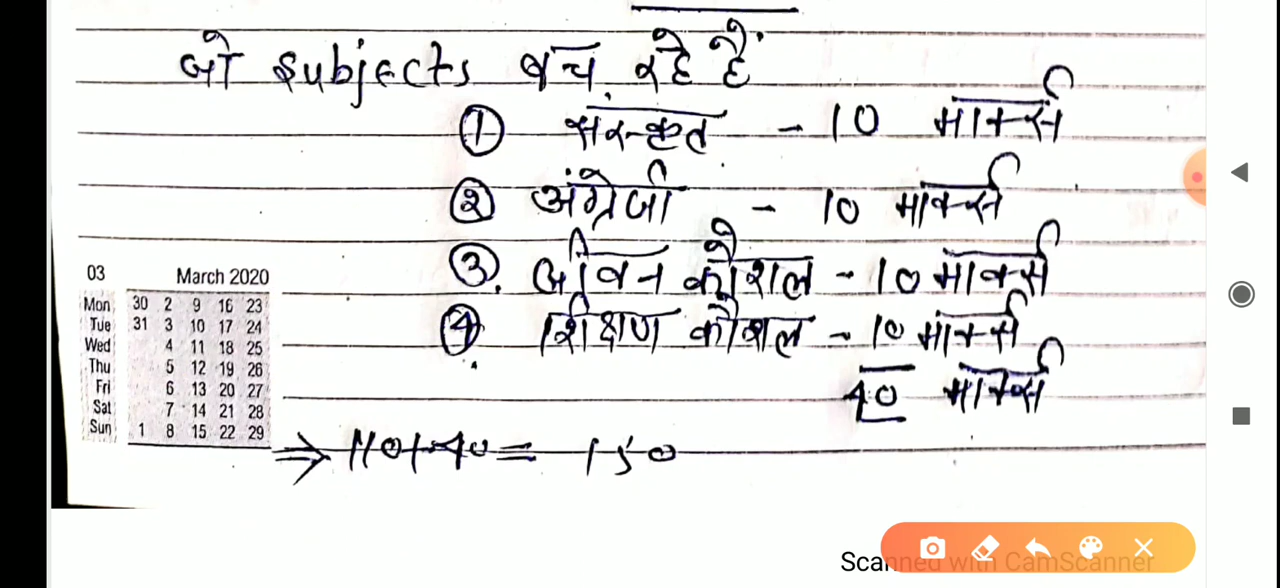 जो Subjects बच रहे हैं
① संस्कृत - 10 मार्क्स
② अंग्रेजी - 10 मार्क्स
③. जीवन कौशल - 10 मार्क्स
④. शिक्षण कौशल - 10 मार्क्स
40 मार्क्स
⇒ 110+40 = 150
03 March 2020
Mon 30 2 9 16 23
Tue 31 3 10 17 24
Wed 4 11 18 25
Thu 5 12 19 26
Fri 6 13 20 27
Sat 7 14 21 28
Sun 1 8 15 22 29
Scanned with CamScanner